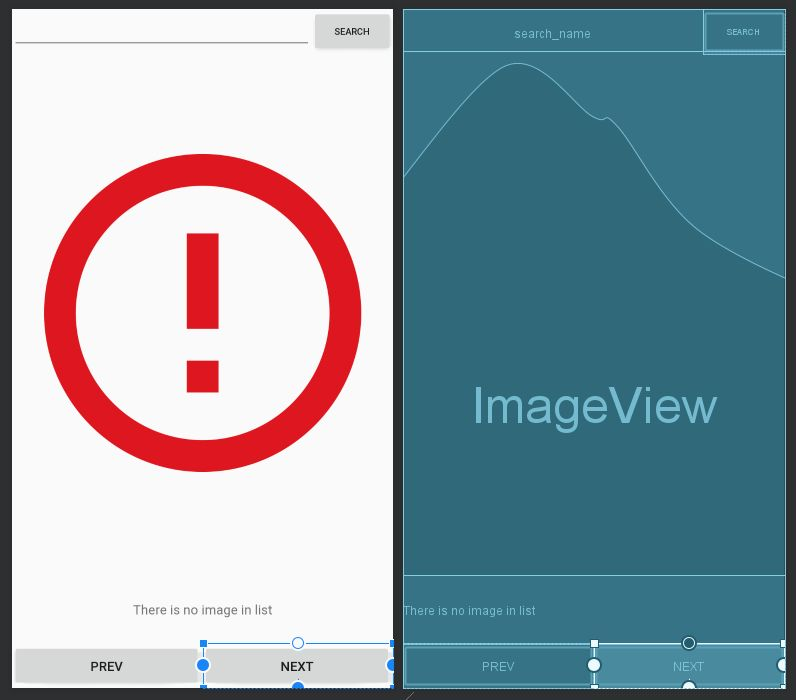 SEARCH
There is no image in list
PREV
NEXT
search_name
SEARCH
ImageView
There is no image in list
PREV
NEXT